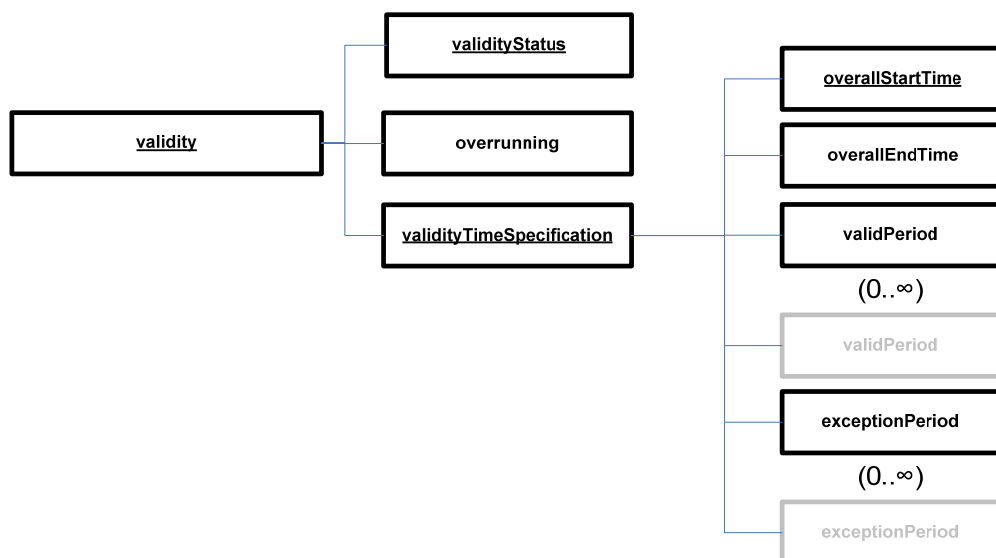 validityStatus
overallStartTime
validity
overrunning
overallEndTime
validityTimeSpecification
validPeriod
(0..∞)
validPeriod
exceptionPeriod
(0..∞)
exceptionPeriod